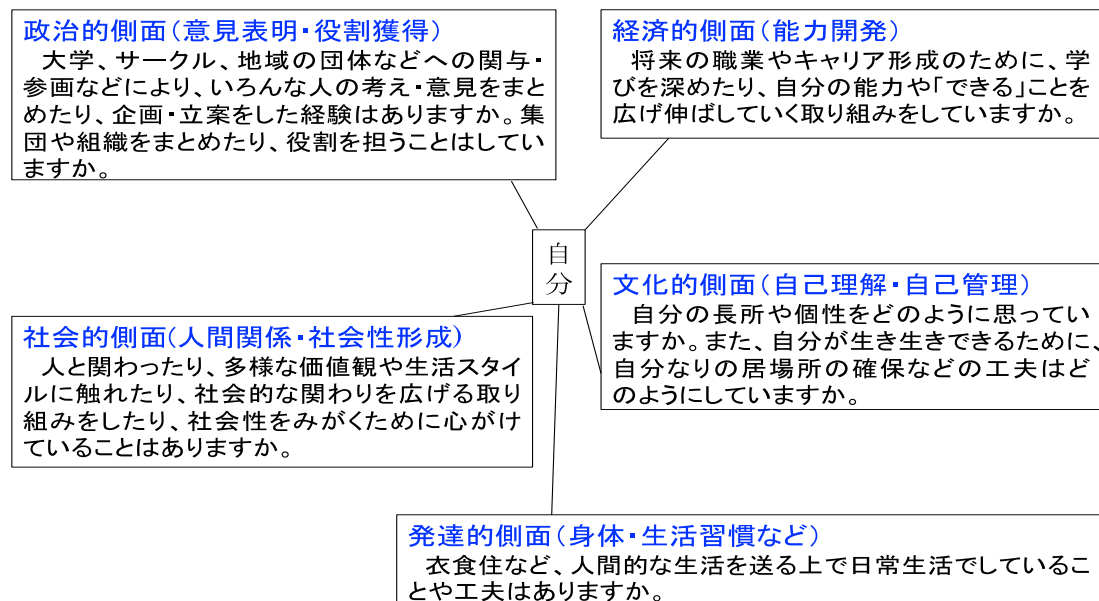 政治的側面(意見表明・役割獲得)
大学、サークル、地域の団体などへの関与・
参画などにより、いろんな人の考え・意見をまと
めたり、企画・立案をした経験はありますか。集
団や組織をまとめたり、役割を担うことはしてい
ますか。
経済的側面(能力開発)
将来の職業やキャリア形成のために、学
びを深めたり、自分の能力や「できる」ことを
広げ伸ばしていく取り組みをしていますか。
自
分
文化的側面(自己理解・自己管理)
自分の長所や個性をどのように思ってい
ますか。また、自分が生き生きできるために、
自分なりの居場所の確保などの工夫はど
のようにしていますか。
社会的側面(人間関係・社会性形成)
人と関わったり、多様な価値観や生活スタイ
ルに触れたり、社会的な関わりを広げる取り
組みをしたり、社会性をみがくために心がけ
ていることはありますか。
発達的側面(身体・生活習慣など)
衣食住など、人間的な生活を送る上で日常生活でしているこ
とや工夫はありますか。